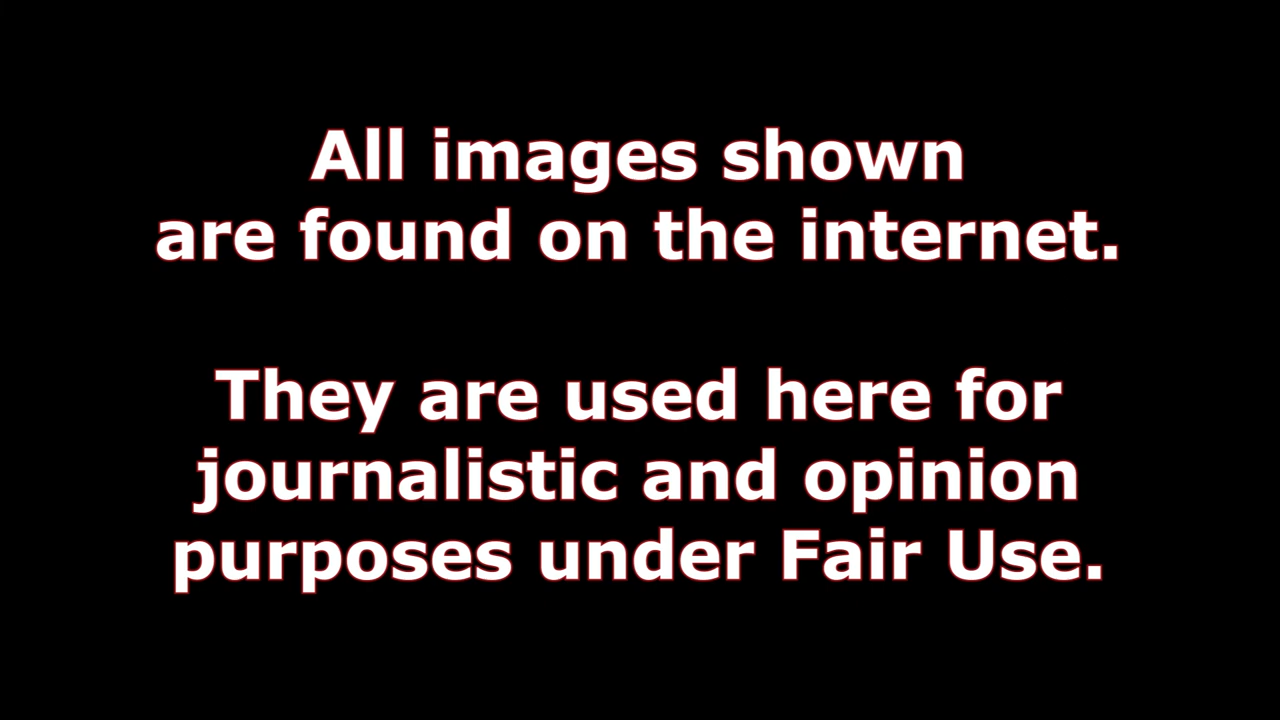 All images shown
are found on the internet.
They are used here for
journalistic and opinion
purposes under Fair Use.